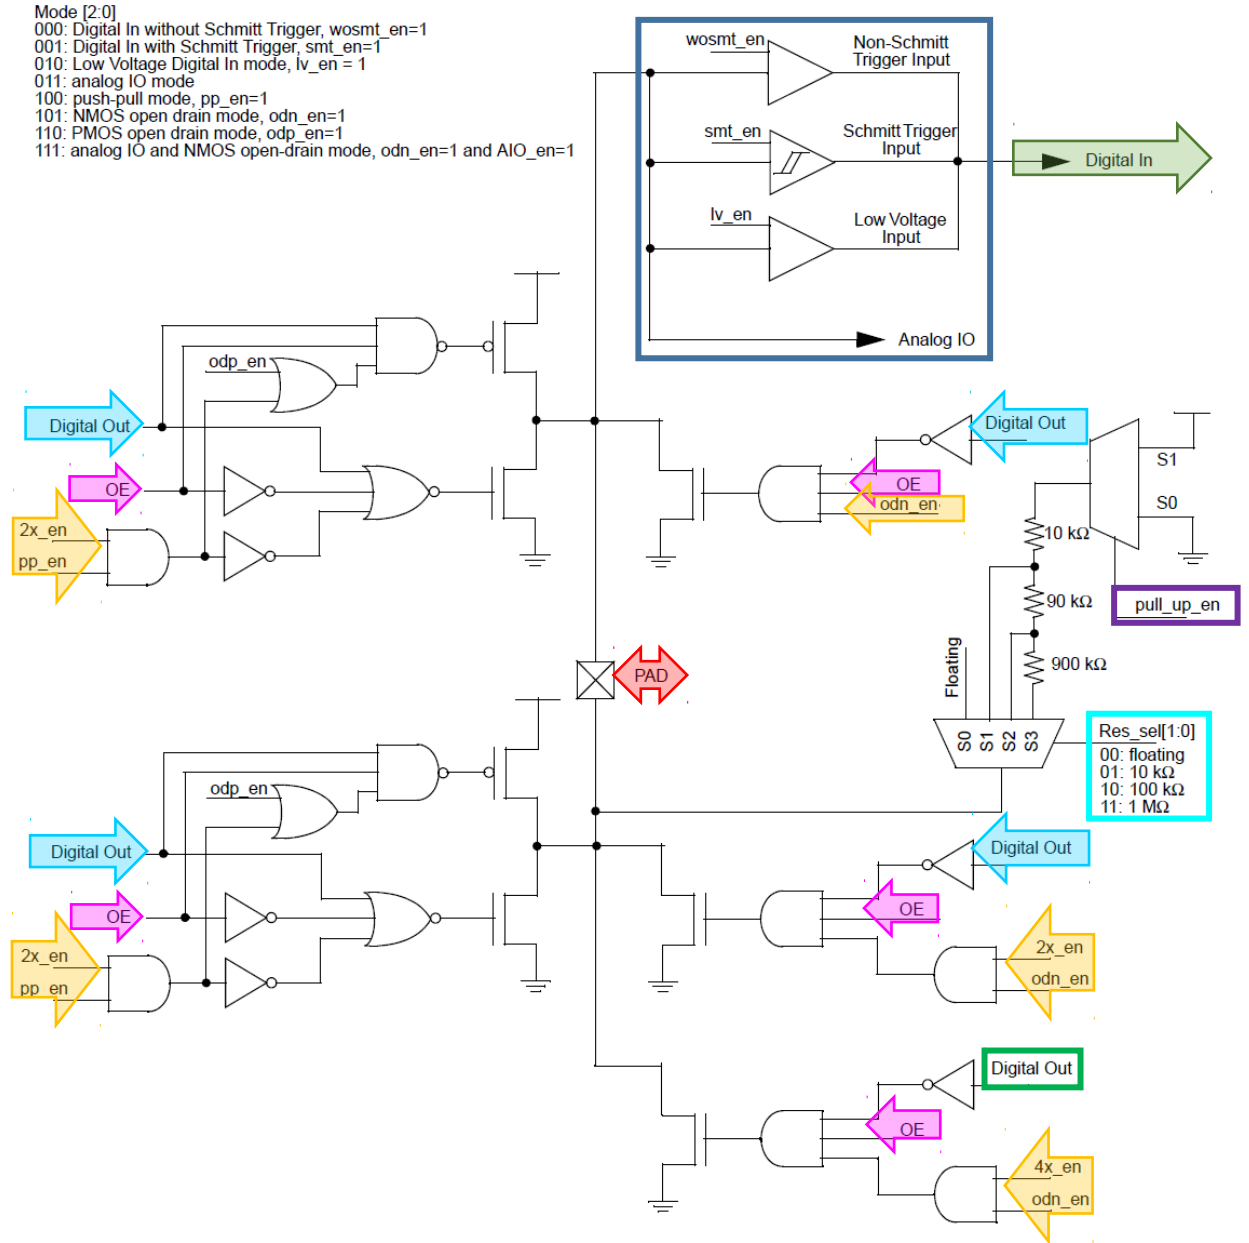 Mode [2:0]
000: Digital In without Schmitt Trigger, wosmt_en=1
001: Digital In with Schmitt Trigger, smt_en=1
010: Low Voltage Digital In mode, lv_en = 1
011: analog IO mode
100: push-pull mode, pp_en=1
101: NMOS open drain mode, odn_en=1
110: PMOS open drain mode, odp_en=1
111: analog IO and NMOS open-drain mode, odn_en=1 and AIO_en=1
wosmt_en
Non-Schmitt
Trigger Input
smt_en
Schmitt Trigger
Input
Digital In
lv_en
Low Voltage
Input
Analog IO
odp_en
Digital Out
OE
2x_en
pp_en
Digital Out
OE
odn_en
S1
S0
10 kΩ
90 kΩ
900 kΩ
pull_up_en
Floating
PAD
S0
S1
S2
S3
Res_sel[1:0]
00: floating
01: 10 kΩ
10: 100 kΩ
11: 1 MΩ
odp_en
Digital Out
OE
2x_en
pp_en
Digital Out
OE
2x_en
odn_en
Digital Out
OE
4x_en
odn_en